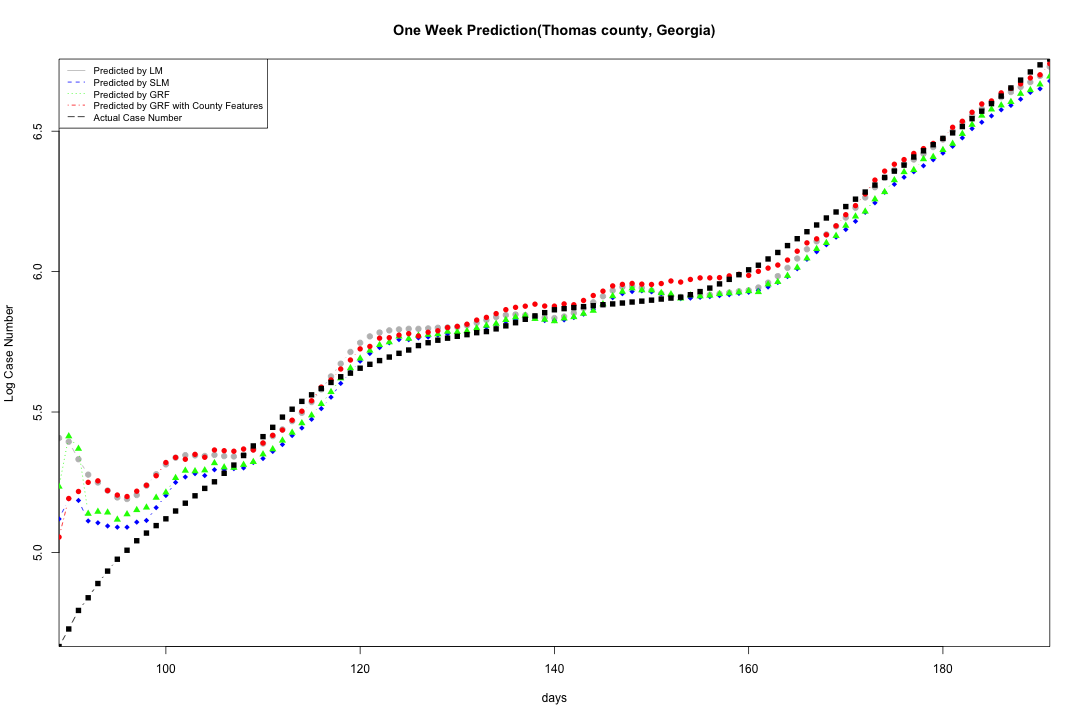 One Week Prediction(Thomas county, Georgia)
Predicted by LM
Predicted by SLM
Predicted by GRF
Predicted by GRF with County Features
Actual Case Number
6.5
6.0
5.5
5.0
Log Case Number
100 120 140 160 180
days